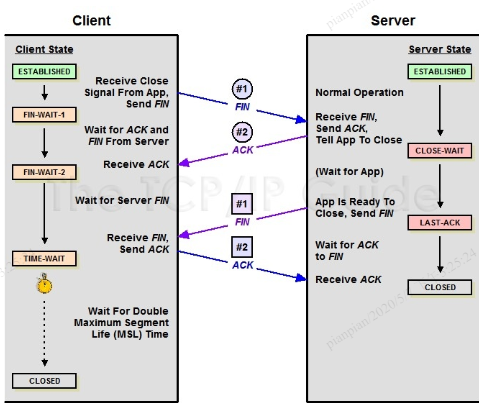 Client
Server
Client State
Server State
ESTABLISHED
Receive Close
Signal From App,
Send FIN
#1
FIN
Normal Operation
ESTABLISHED
FIN-WAIT-1
Receive FIN,
Send ACK,
Tell App To Close
Wait for ACK and
FIN From Server
#2
ACK
CLOSE-WAIT
Receive ACK
FIN-WAIT-2
(Wait for App)
The TCP/IP Guide
Wait for Server FIN
#1
FIN
App Is Ready To
Close, Send FIN
LAST-ACK
Receive FIN,
Send ACK
#2
ACK
Wait for ACK
to FIN
TIME-WAIT
Receive ACK
CLOSED
Wait For Double
Maximum Segment
Life (MSL) Time
CLOSED